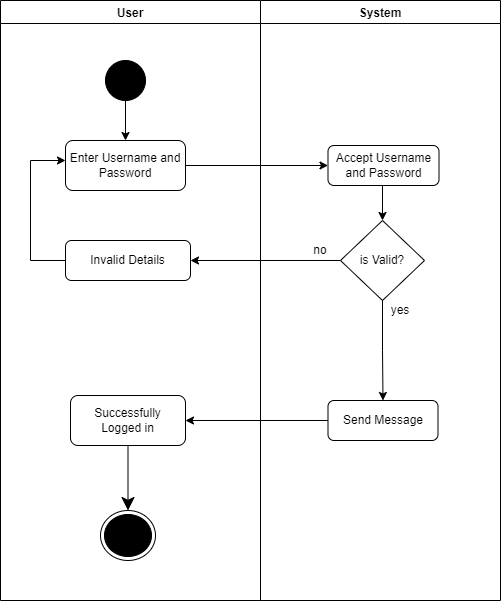 User
System
Enter Username and
Password
Accept Username
and Password
Invalid Details
no
is Valid?
yes
Successfully
Logged in
Send Message